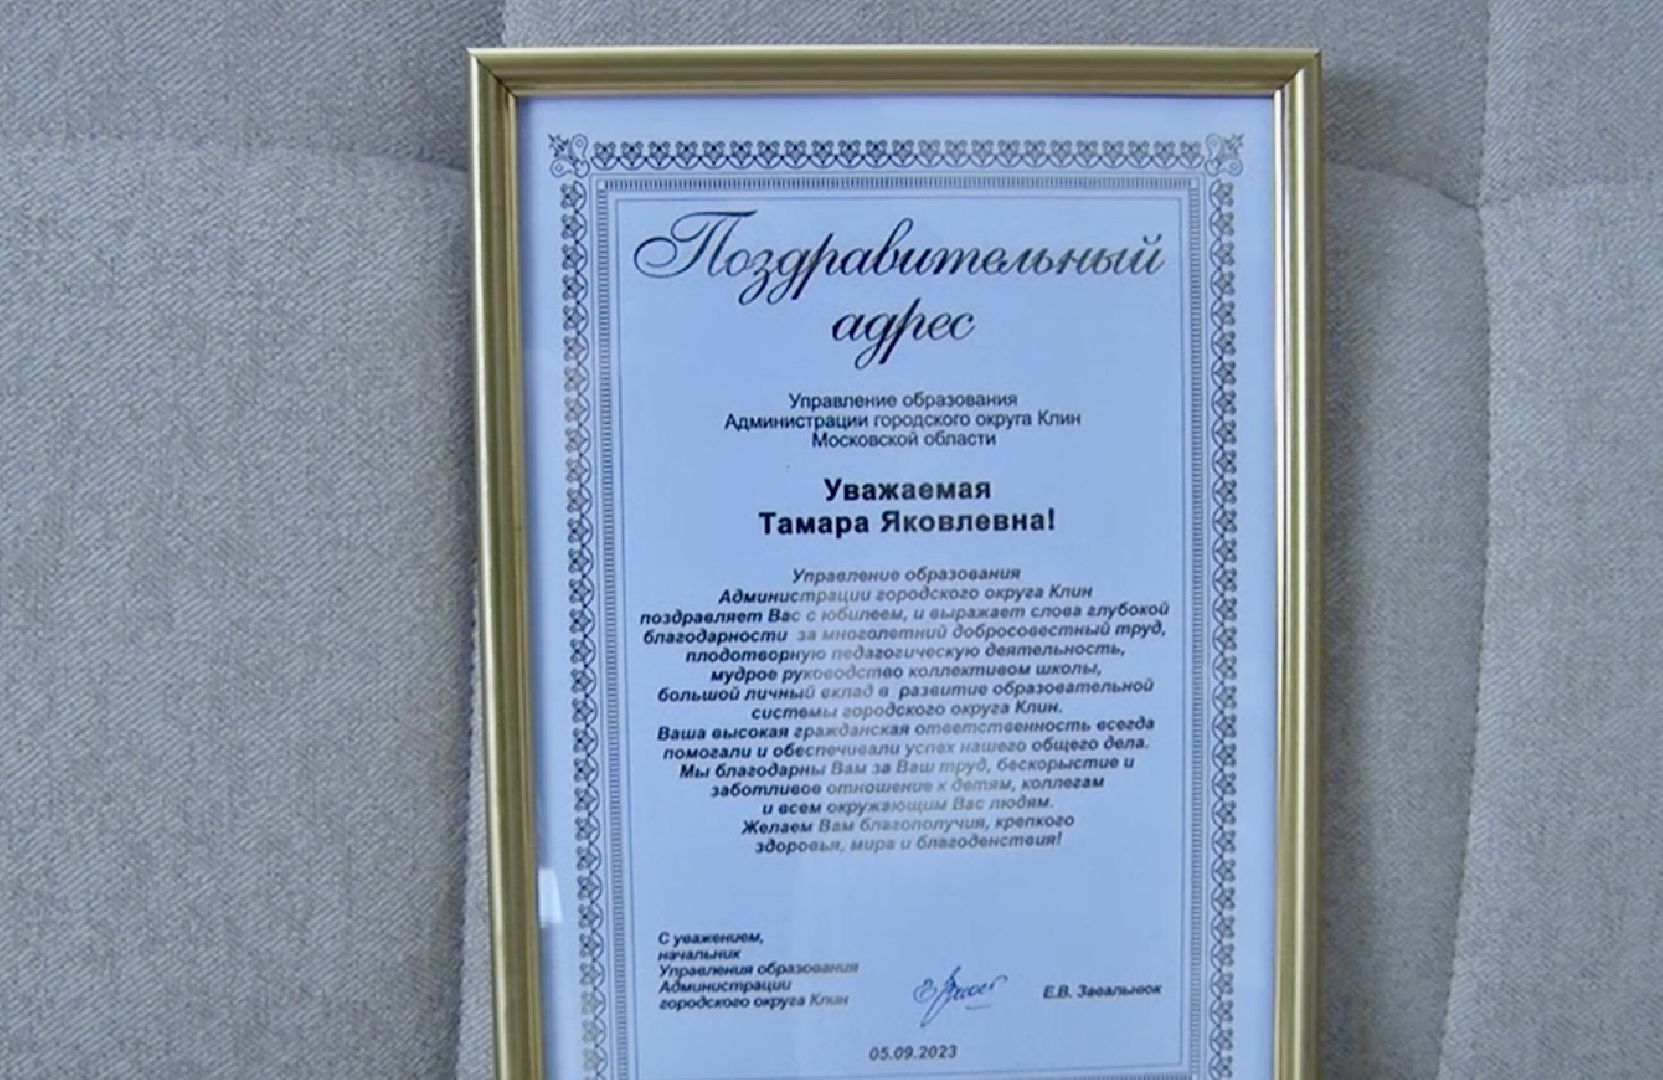 Поздравительный
адрес
Управление образования
Администрации городского округа Клин
Московской области
Уважаемая
Тамара Яковлевна!
Управление образования
Администрации городского округа Клин
поздравляет Вас с юбилеем, и выражает слова глубокой
благодарности за многолетний добросовестный труд,
плодотворную педагогическую деятельность,
мудрое руководство коллективом школы,
большой личный вклад в развитие образовательной
системы городского округа Клин.
Ваша высокая гражданская ответственность всегда
помогали и обеспечивали успех нашего общего дела.
Мы благодарны Вам за Ваш труд, бескорыстие и
заботливое отношение к детям, коллегам
и всем окружающим Вас людям.
Желаем Вам благополучия, крепкого
здоровья, мира и благоденствия!
С уважением,
начальник
Управления образования
Администрации
городского округа Клин
Е.В. Завальнюк
05.09.2023